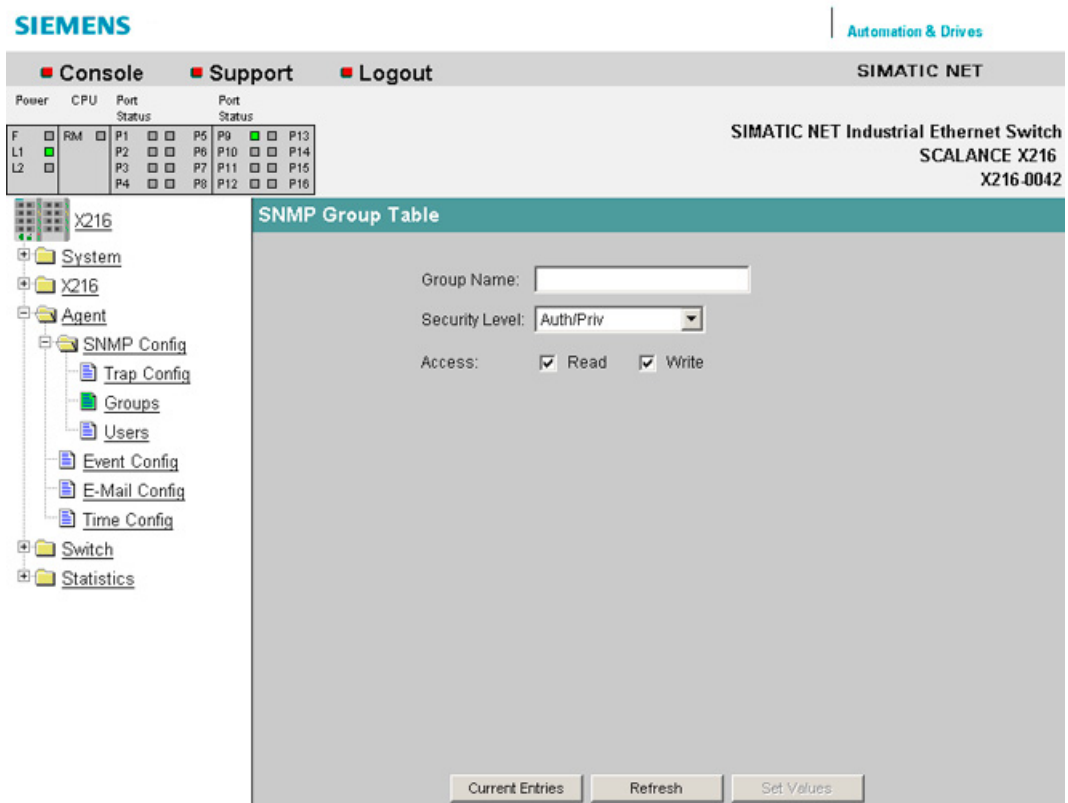 SIEMENS
Automation & Drives
Console Support Logout SIMATIC NET
Power CPU Port Status Port Status
F RM P1 P5 P9 P13
L1 P2 P6 P10 P14
L2 P3 P7 P11 P15
P4 P8 P12 P16
SIMATIC NET Industrial Ethernet Switch
SCALANCE X216
X216-0042
X216
System
X216
Agent
SNMP Config
Trap Config
Groups
Users
Event Config
E-Mail Config
Time Config
Switch
Statistics
SNMP Group Table
Group Name:
Security Level: Auth/Priv
Access: Read Write
Current Entries Refresh Set Values